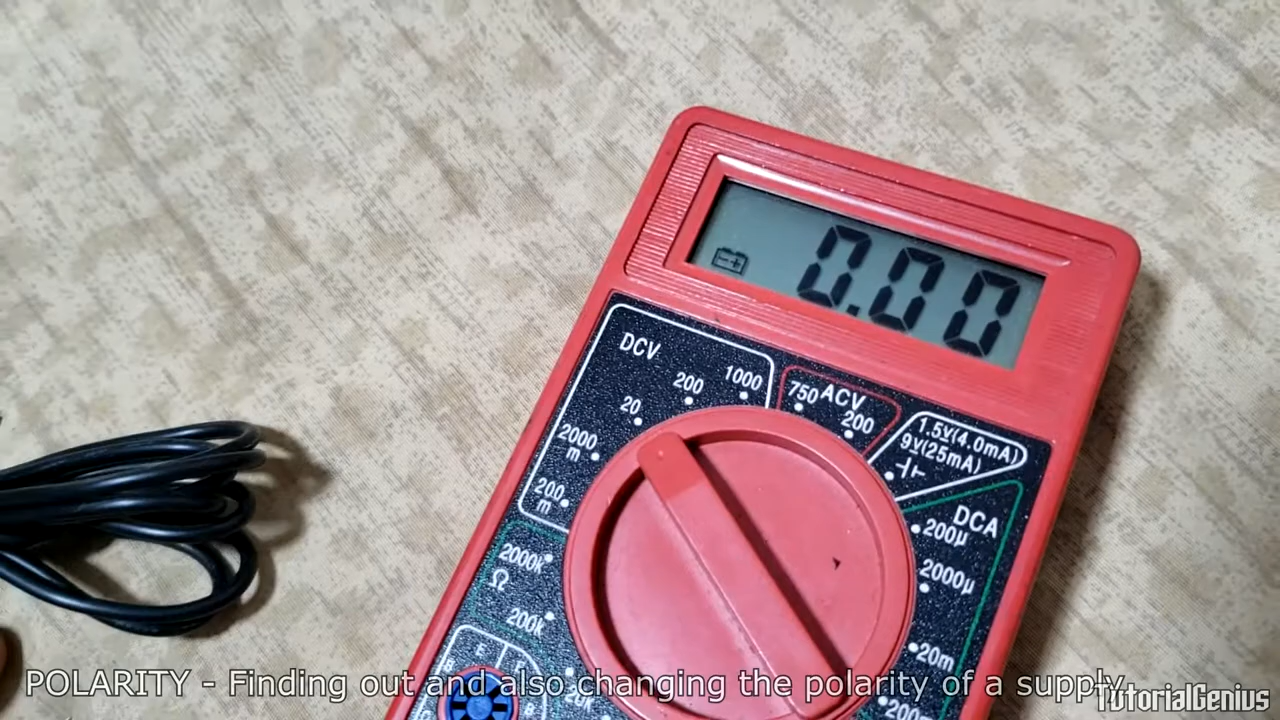 0.00
DCV
1000
200
20
2000
m
200
m
750 ACV
200
1.5V(4.0mA)
9V(25mA)
DCA
200µ
2000µ
20m
2000k
Ω
200k
E
POLARITY - Finding out and also changing the polarity of a supply
TutorialGenius